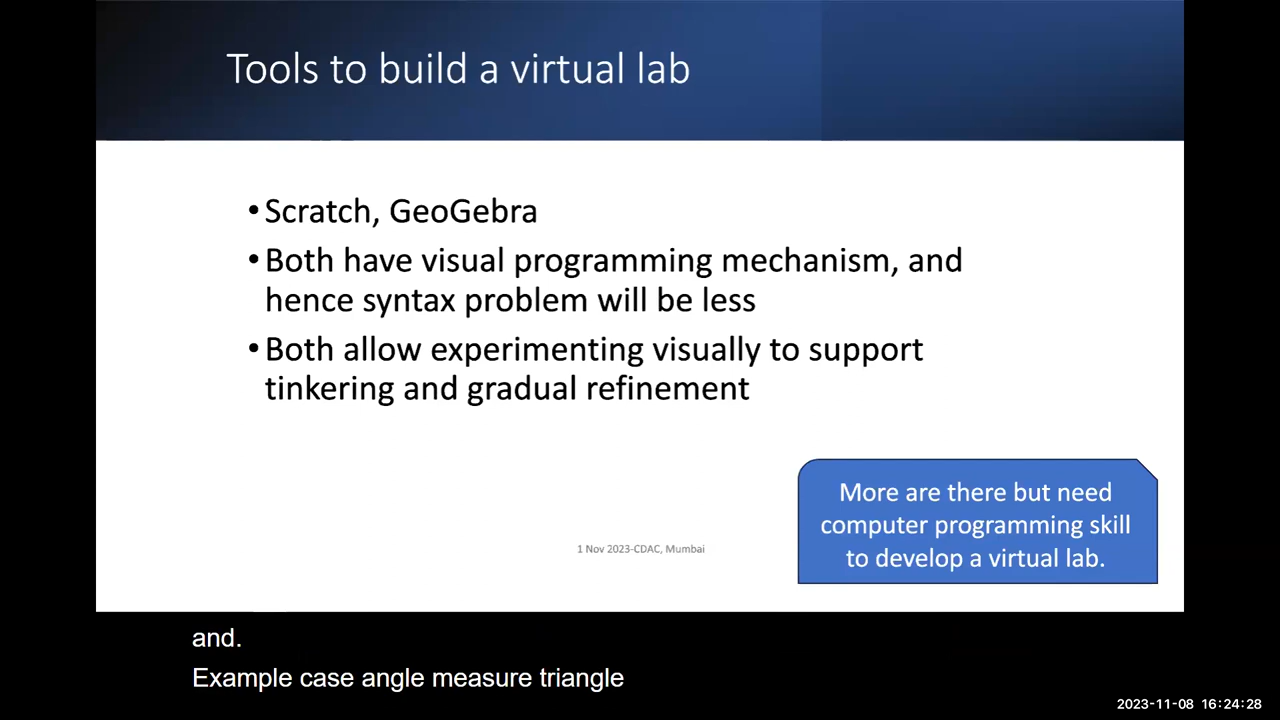 Tools to build a virtual lab
•Scratch, GeoGebra
•Both have visual programming mechanism, and
hence syntax problem will be less
•Both allow experimenting visually to support
tinkering and gradual refinement
More are there but need
computer programming skill
to develop a virtual lab.
1 Nov 2023-CDAC, Mumbai
and.
Example case angle measure triangle
2023-11-08 16:24:28